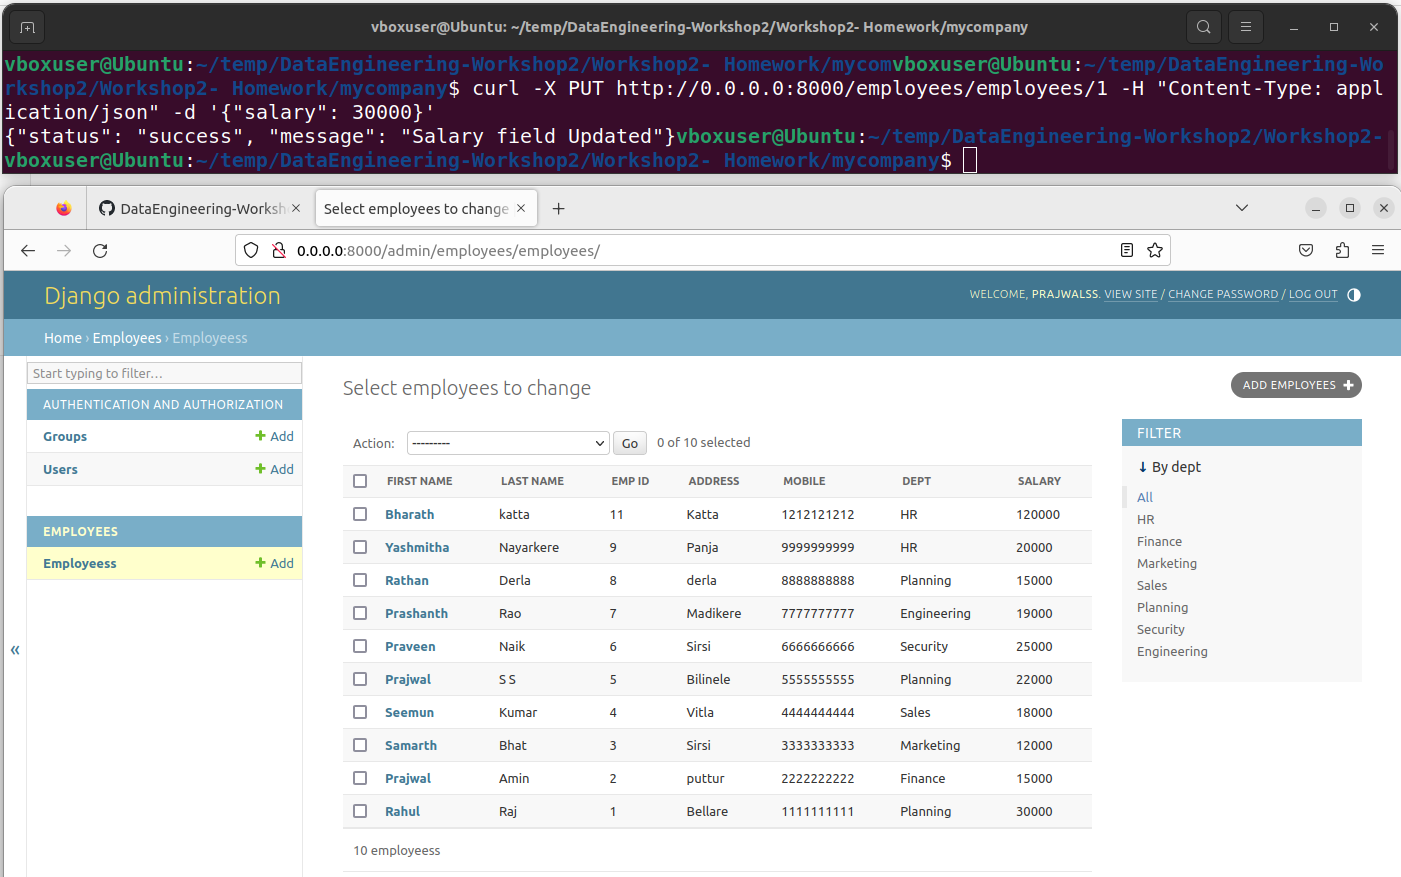 vboxuser@Ubuntu: ~/temp/DataEngineering-Workshop2/Workshop2- Homework/mycompany
vboxuser@Ubuntu:~/temp/DataEngineering-Workshop2/Workshop2- Homework/mycomvboxuser@Ubuntu:~/temp/DataEngineering-Wo
rkshop2/Workshop2- Homework/mycompany$ curl -X PUT http://0.0.0.0:8000/employees/employees/1 -H "Content-Type: appl
ication/json" -d '{"salary": 30000}'
{"status": "success", "message": "Salary field Updated"}vboxuser@Ubuntu:~/temp/DataEngineering-Workshop2/Workshop2-
vboxuser@Ubuntu:~/temp/DataEngineering-Workshop2/Workshop2- Homework/mycompany$
DataEngineering-Worksh Select employees to change
0.0.0.0:8000/admin/employees/employees/
Django administration
WELCOME, PRAJWALSS. VIEW SITE / CHANGE PASSWORD / LOG OUT
Home › Employees › Employeess
Start typing to filter...
AUTHENTICATION AND AUTHORIZATION
Groups + Add
Users + Add
EMPLOYEES
Employeess + Add
«
Select employees to change
ADD EMPLOYEES +
Action: --------- Go 0 of 10 selected
FIRST NAME LAST NAME EMP ID ADDRESS MOBILE DEPT SALARY
Bharath katta 11 Katta 1212121212 HR 120000
Yashmitha Nayarkere 9 Panja 9999999999 HR 20000
Rathan Derla 8 derla 8888888888 Planning 15000
Prashanth Rao 7 Madikere 7777777777 Engineering 19000
Praveen Naik 6 Sirsi 6666666666 Security 25000
Prajwal S S 5 Bilinele 5555555555 Planning 22000
Seemun Kumar 4 Vitla 4444444444 Sales 18000
Samarth Bhat 3 Sirsi 3333333333 Marketing 12000
Prajwal Amin 2 puttur 2222222222 Finance 15000
Rahul Raj 1 Bellare 1111111111 Planning 30000
10 employeess
FILTER
↓ By dept
All
HR
Finance
Marketing
Sales
Planning
Security
Engineering